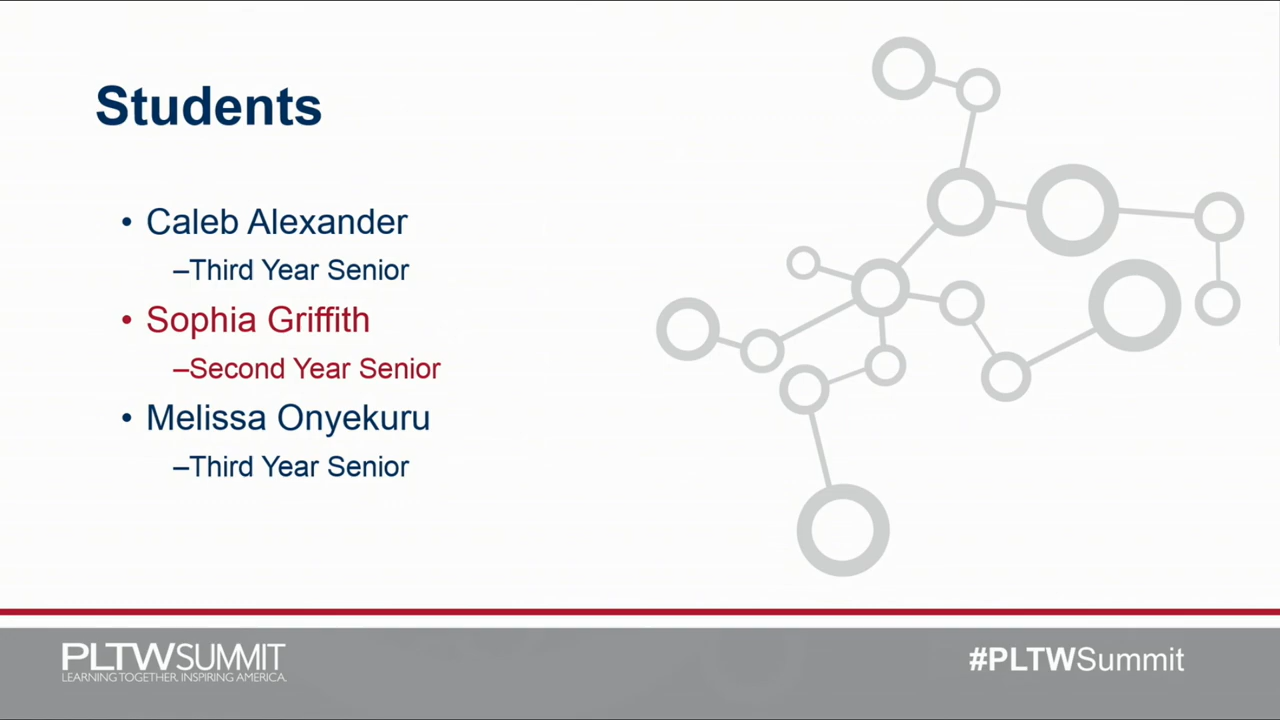 Students
• Caleb Alexander
–Third Year Senior
• Sophia Griffith
–Second Year Senior
• Melissa Onyekuru
–Third Year Senior
PLTWSUMMIT
LEARNING TOGETHER. INSPIRING AMERICA.
#PLTWSummit